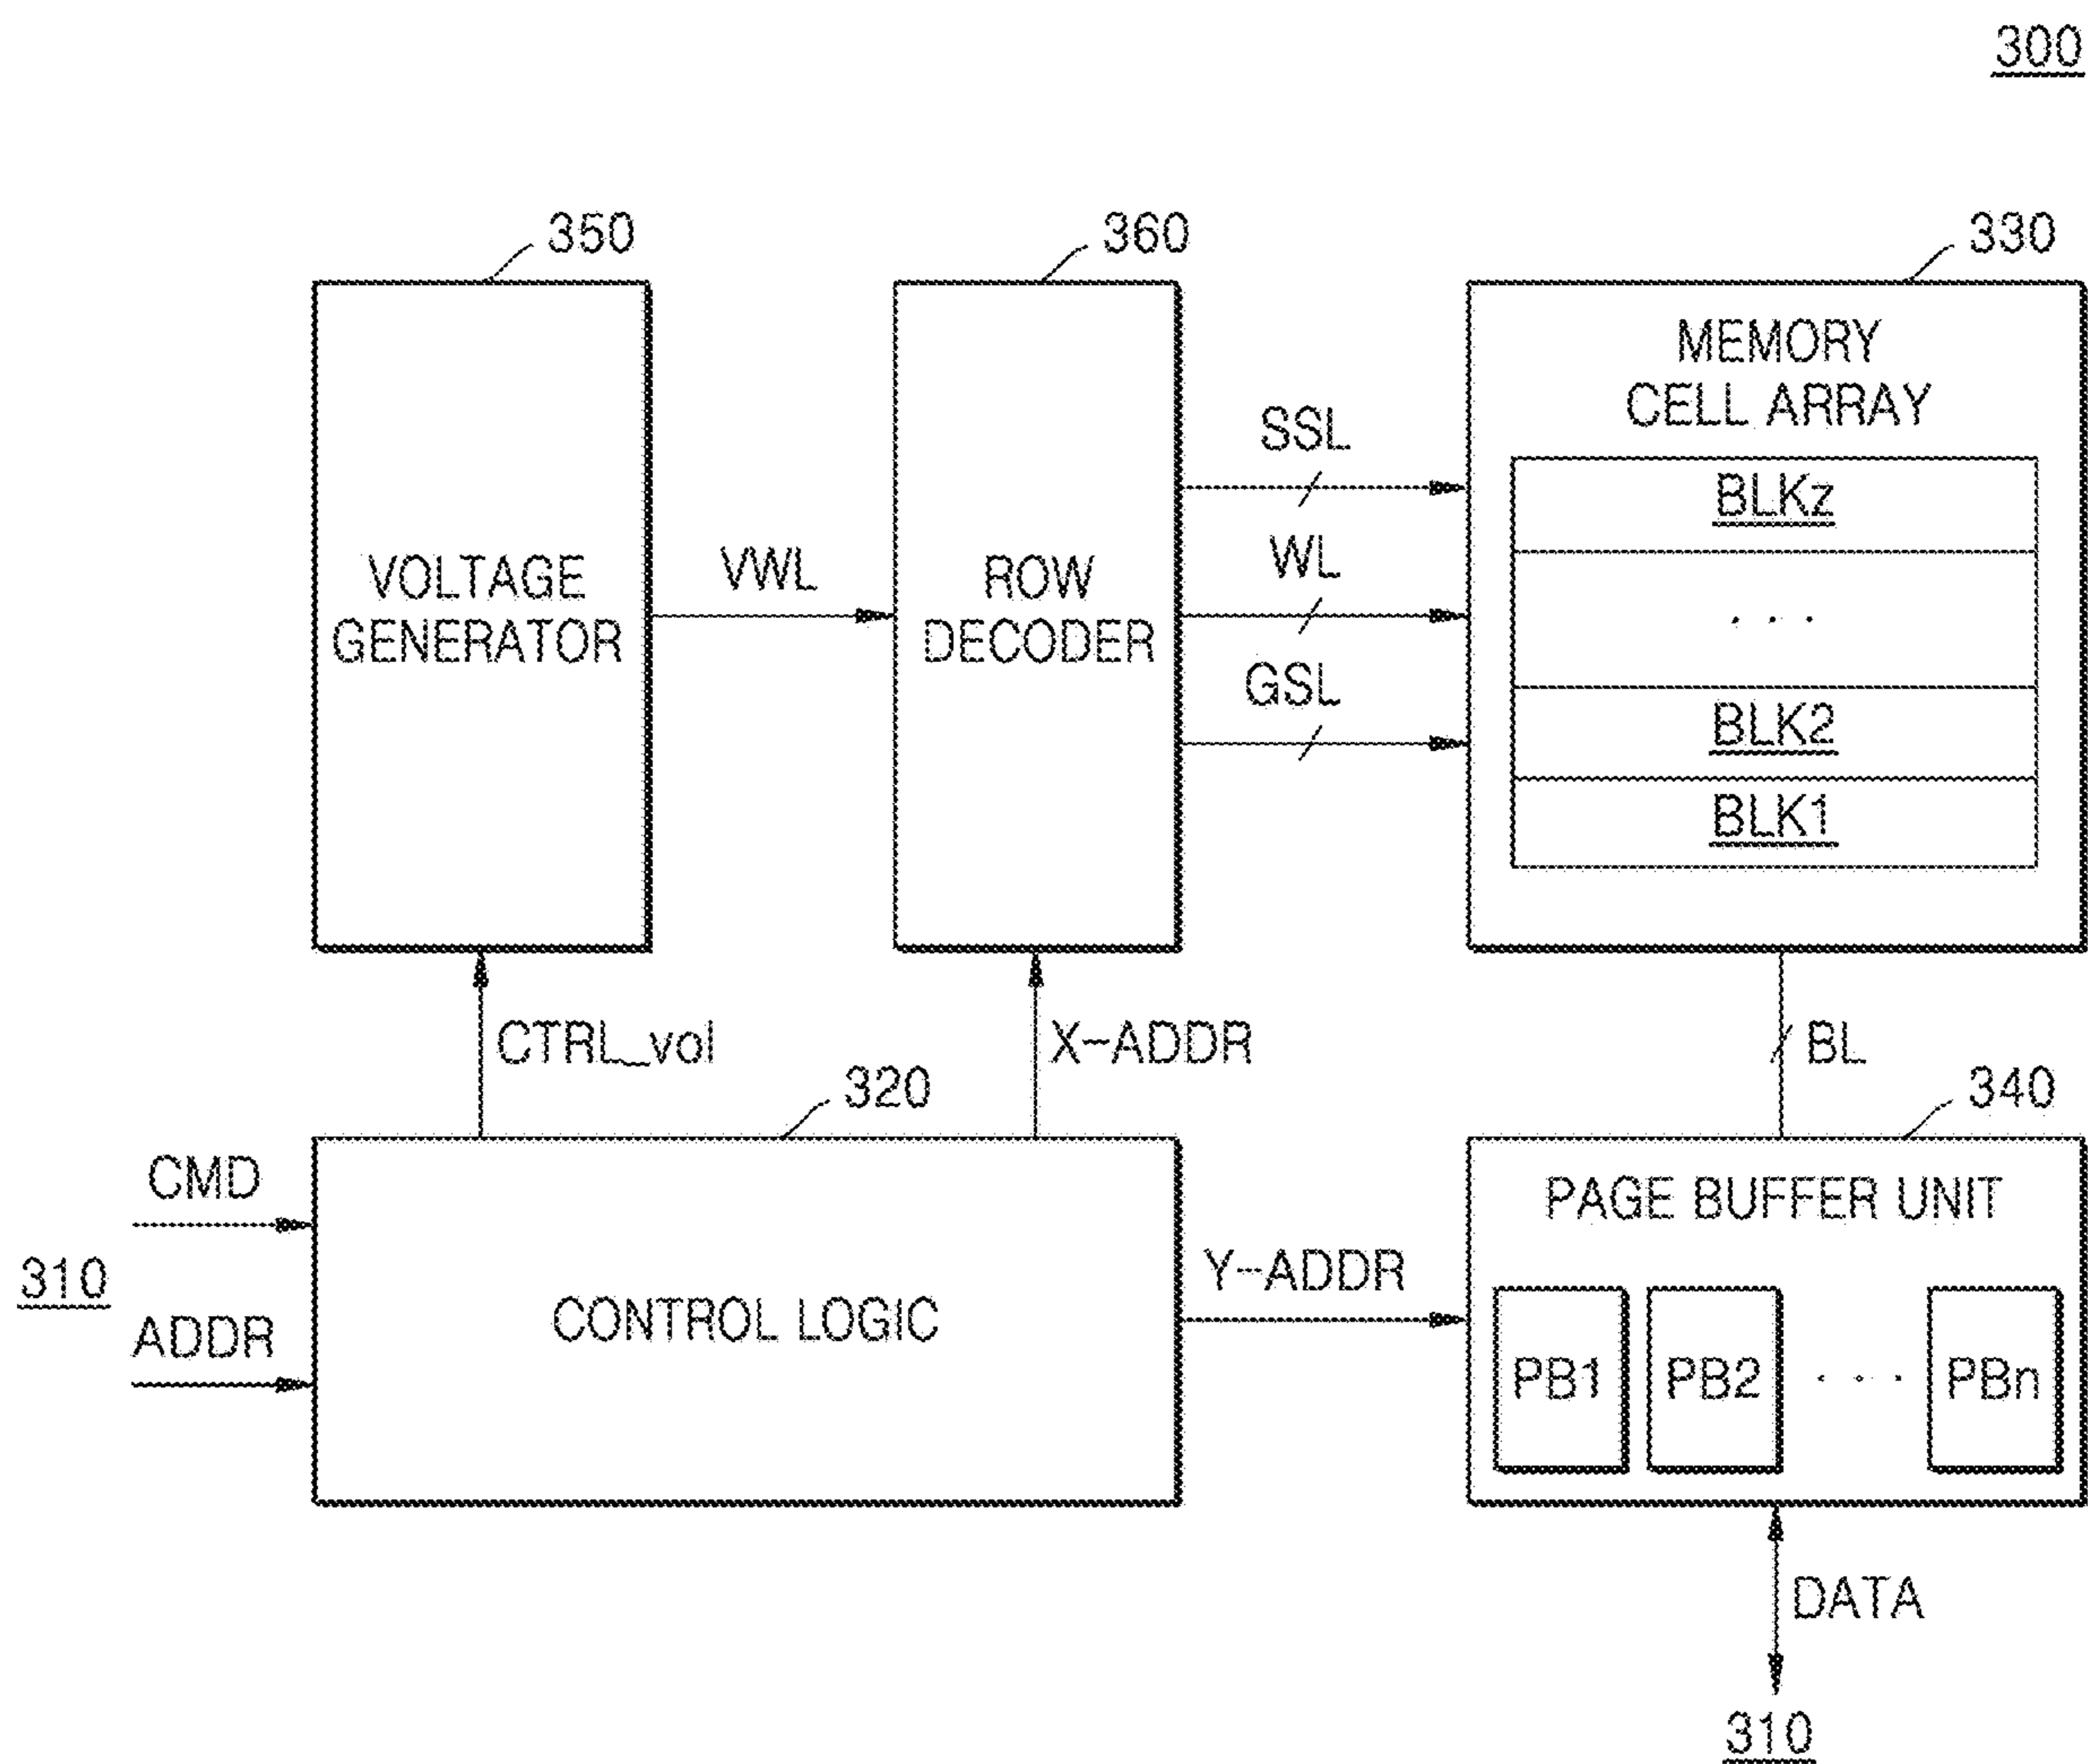 300
350
360
330
MEMORY
CELL ARRAY
SSL
BLKz
VOLTAGE
GENERATOR
VWL
ROW
DECODER
WL
. . .
GSL
BLK2
BLK1
CTRL_vol
X-ADDR
BL
320
340
CMD
PAGE BUFFER UNIT
310
Y-ADDR
ADDR
CONTROL LOGIC
PB1 PB2 . . . PBn
DATA
310